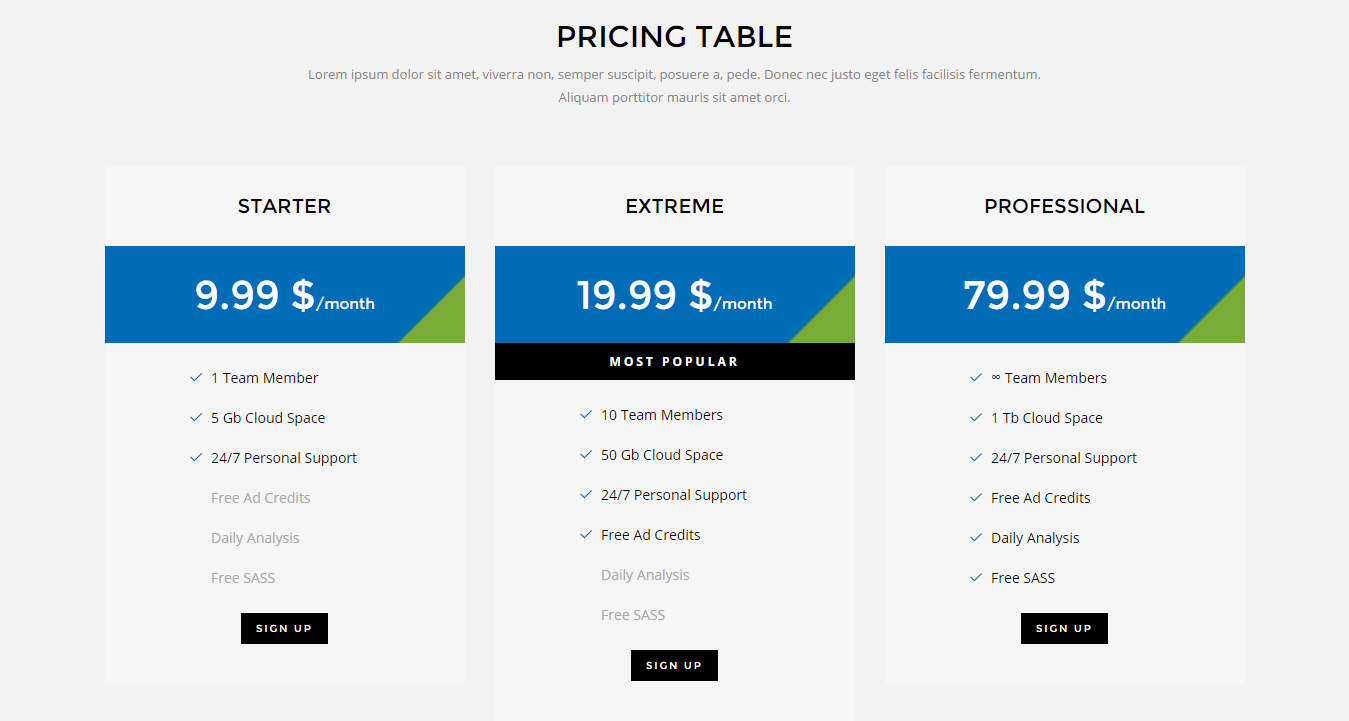 PRICING TABLE
Lorem ipsum dolor sit amet, viverra non, semper suscipit, posuere a, pede. Donec nec justo eget felis facilisis fermentum.
Aliquam porttitor mauris sit amet orci.
STARTER
9.99 $/month
1 Team Member
5 Gb Cloud Space
24/7 Personal Support
Free Ad Credits
Daily Analysis
Free SASS
SIGN UP
EXTREME
19.99 $/month
MOST POPULAR
10 Team Members
50 Gb Cloud Space
24/7 Personal Support
Free Ad Credits
Daily Analysis
Free SASS
SIGN UP
PROFESSIONAL
79.99 $/month
∞ Team Members
1 Tb Cloud Space
24/7 Personal Support
Free Ad Credits
Daily Analysis
Free SASS
SIGN UP